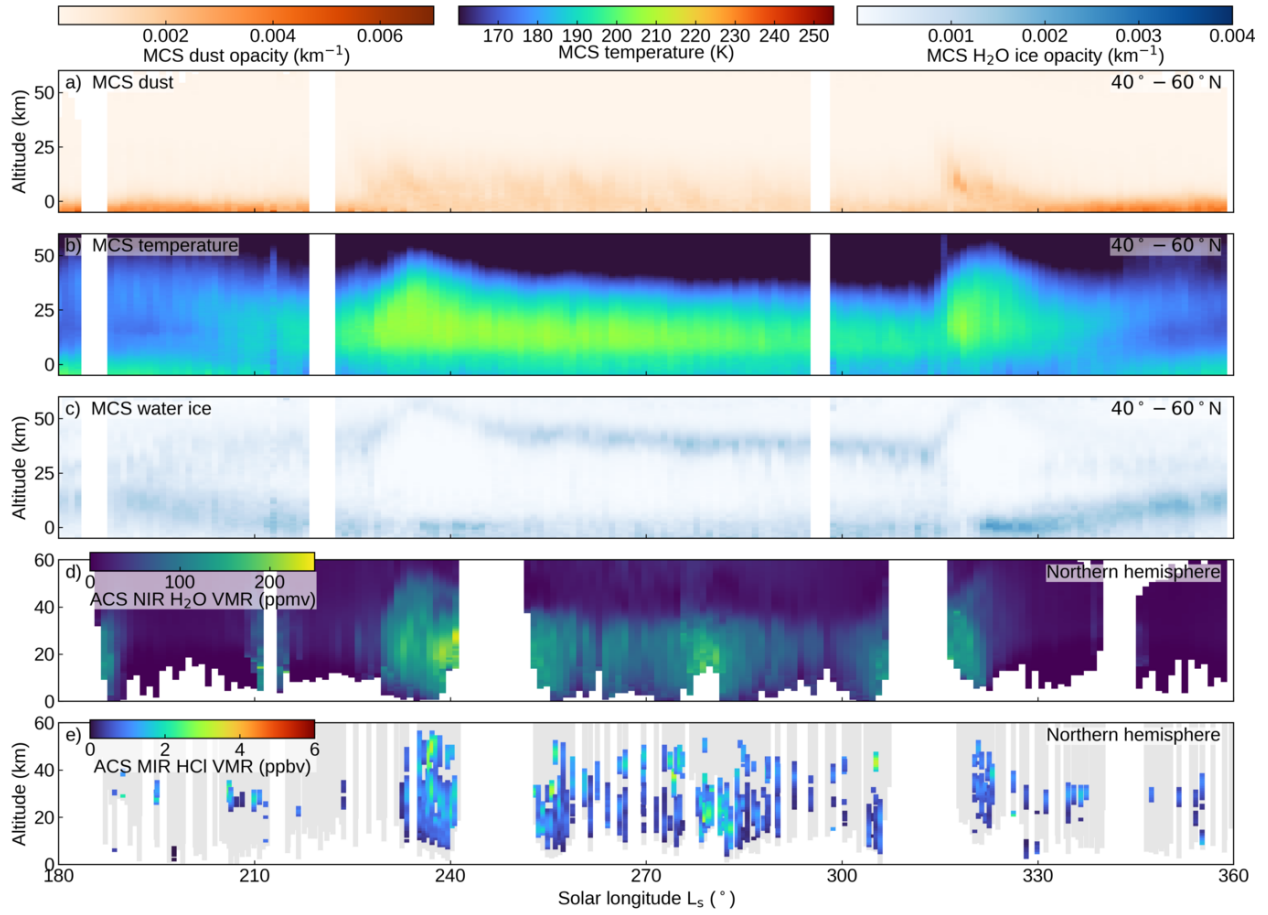 0.002 0.004 0.006
MCS dust opacity (km⁻¹)
170 180 190 200 210 220 230 240 250
MCS temperature (K)
0.001 0.002 0.003 0.004
MCS H₂O ice opacity (km⁻¹)
a) MCS dust 40° − 60°N
50
25
0
Altitude (km)
b) MCS temperature 40° − 60°N
50
25
0
Altitude (km)
c) MCS water ice 40° − 60°N
50
25
0
Altitude (km)
d) Northern hemisphere
0 100 200
ACS NIR H₂O VMR (ppmv)
60
40
20
0
Altitude (km)
e) Northern hemisphere
0 2 4 6
ACS MIR HCl VMR (ppbv)
60
40
20
0
Altitude (km)
180 210 240 270 300 330 360
Solar longitude Lₛ (°)